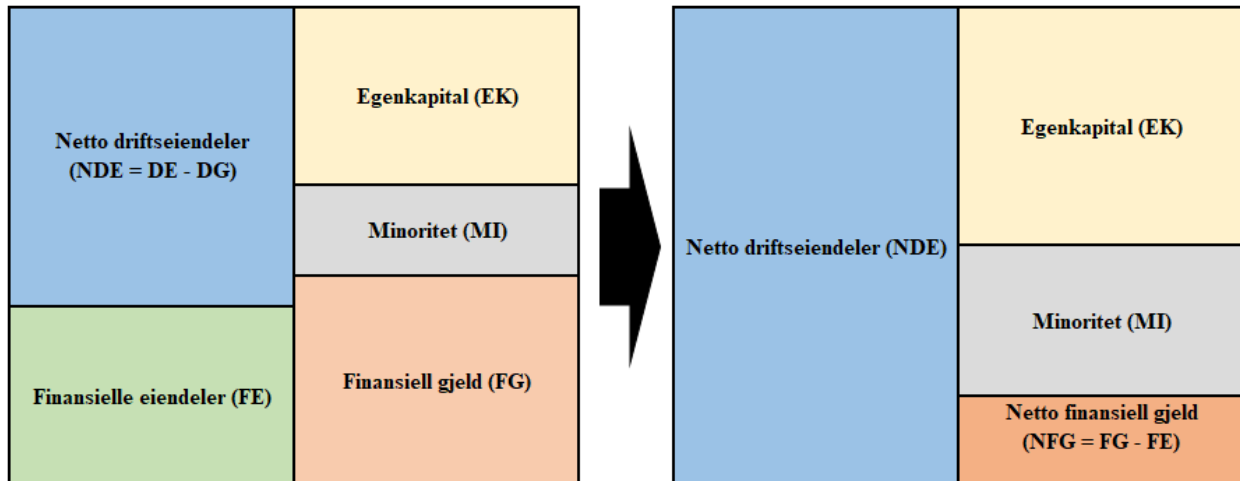 Netto driftseiendeler
(NDE = DE - DG)
Finansielle eiendeler (FE)
Egenkapital (EK)
Minoritet (MI)
Finansiell gjeld (FG)
Netto driftseiendeler (NDE)
Egenkapital (EK)
Minoritet (MI)
Netto finansiell gjeld
(NFG = FG - FE)